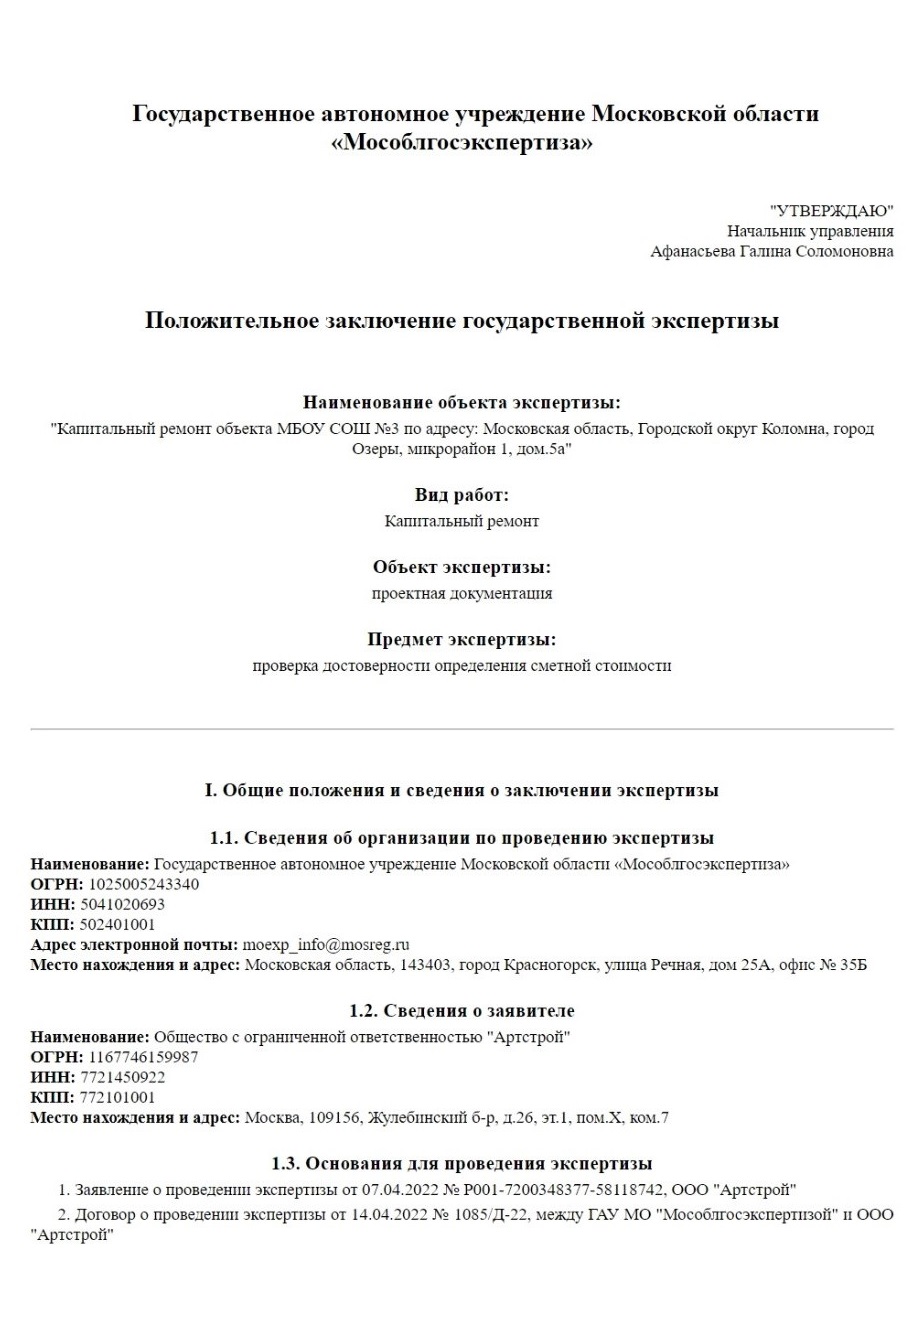 Государственное автономное учреждение Московской области
«Мособлгосэкспертиза»
"УТВЕРЖДАЮ"
Начальник управления
Афанасьева Галина Соломоновна
Положительное заключение государственной экспертизы
Наименование объекта экспертизы:
"Капитальный ремонт объекта МБОУ СОШ №3 по адресу: Московская область, Городской округ Коломна, город
Озеры, микрорайон 1, дом.5а"
Вид работ:
Капитальный ремонт
Объект экспертизы:
проектная документация
Предмет экспертизы:
проверка достоверности определения сметной стоимости
I. Общие положения и сведения о заключении экспертизы
1.1. Сведения об организации по проведению экспертизы
Наименование: Государственное автономное учреждение Московской области «Мособлгосэкспертиза»
ОГРН: 1025005243340
ИНН: 5041020693
КПП: 502401001
Адрес электронной почты: moexp_info@mosreg.ru
Место нахождения и адрес: Московская область, 143403, город Красногорск, улица Речная, дом 25А, офис № 35Б
1.2. Сведения о заявителе
Наименование: Общество с ограниченной ответственностью "Артстрой"
ОГРН: 1167746159987
ИНН: 7721450922
КПП: 772101001
Место нахождения и адрес: Москва, 109156, Жулебинский б-р, д.26, эт.1, пом.X, ком.7
1.3. Основания для проведения экспертизы
1. Заявление о проведении экспертизы от 07.04.2022 № P001-7200348377-58118742, ООО "Артстрой"
2. Договор о проведении экспертизы от 14.04.2022 № 1085/Д-22, между ГАУ МО "Мособлгосэкспертизой" и ООО
"Артстрой"